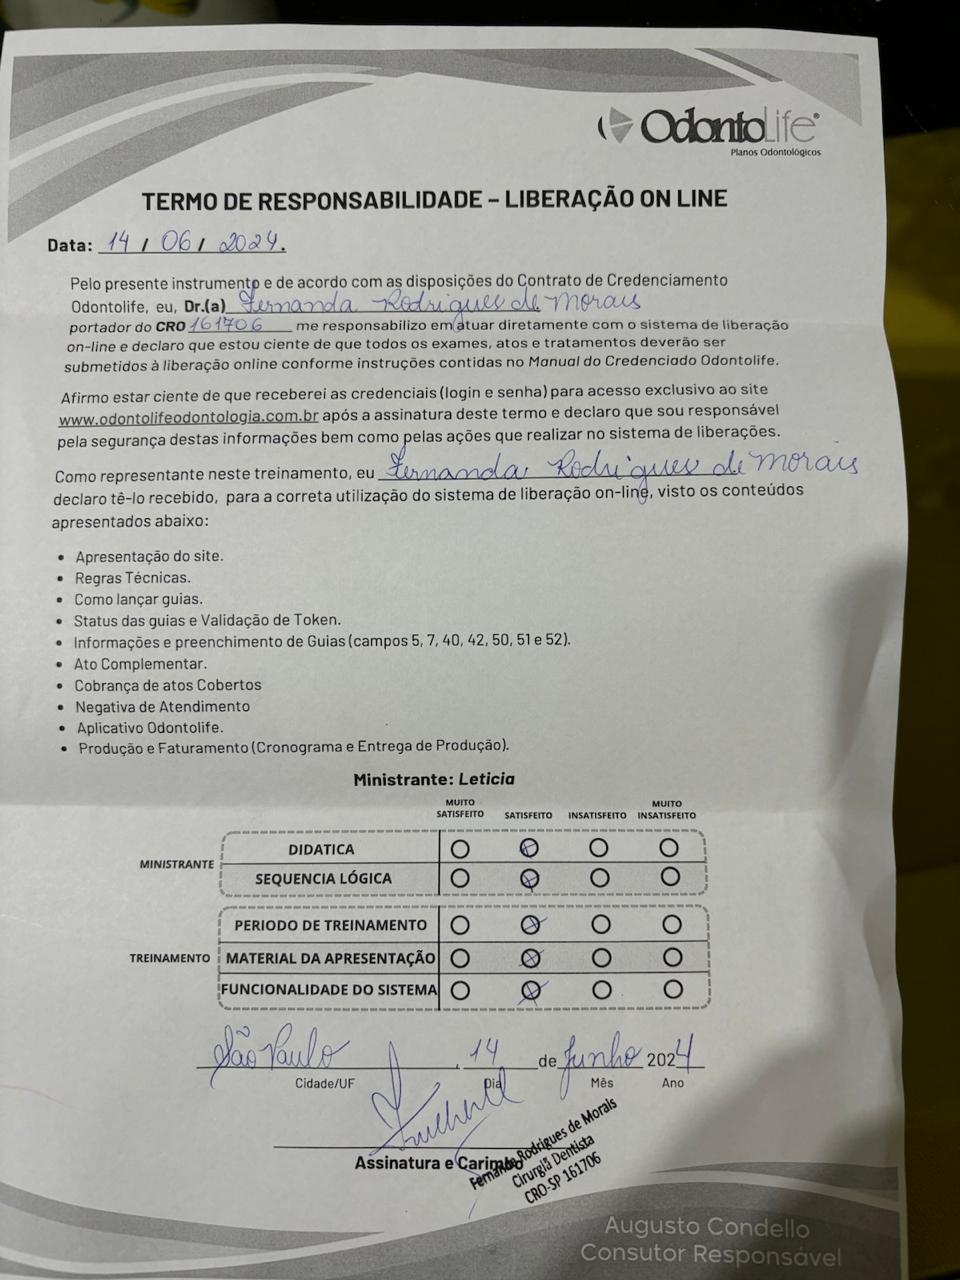 OdontoLife®
Planos Odontológicos
TERMO DE RESPONSABILIDADE – LIBERAÇÃO ON LINE
Data: 14 / 06 / 2024.
Pelo presente instrumento e de acordo com as disposições do Contrato de Credenciamento
Odontolife, eu, Dr.(a) Fernanda Rodrigues de Morais
portador do CRO 161706 me responsabilizo em atuar diretamente com o sistema de liberação
on-line e declaro que estou ciente de que todos os exames, atos e tratamentos deverão ser
submetidos à liberação online conforme instruções contidas no Manual do Credenciado Odontolife.
Afirmo estar ciente de que receberei as credenciais (login e senha) para acesso exclusivo ao site
www.odontolifeodontologia.com.br após a assinatura deste termo e declaro que sou responsável
pela segurança destas informações bem como pelas ações que realizar no sistema de liberações.
Como representante neste treinamento, eu Fernanda Rodrigues de Morais
declaro tê-lo recebido, para a correta utilização do sistema de liberação on-line, visto os conteúdos
apresentados abaixo:
• Apresentação do site.
• Regras Técnicas.
• Como lançar guias.
• Status das guias e Validação de Token.
• Informações e preenchimento de Guias (campos 5, 7, 40, 42, 50, 51 e 52).
• Ato Complementar.
• Cobrança de atos Cobertos
• Negativa de Atendimento
• Aplicativo Odontolife.
• Produção e Faturamento (Cronograma e Entrega de Produção).
Ministrante: Leticia
MUITO SATISFEITO SATISFEITO INSATISFEITO MUITO INSATISFEITO
MINISTRANTE
DIDATICA
SEQUENCIA LÓGICA
TREINAMENTO
PERIODO DE TREINAMENTO
MATERIAL DA APRESENTAÇÃO
FUNCIONALIDADE DO SISTEMA
São Paulo, 14 de Junho 2024
Cidade/UF Dia Mês Ano
Assinatura e Carimbo
Fernanda Rodrigues de Morais
Cirurgiã Dentista
CRO-SP 161706
Augusto Condello
Consutor Responsável